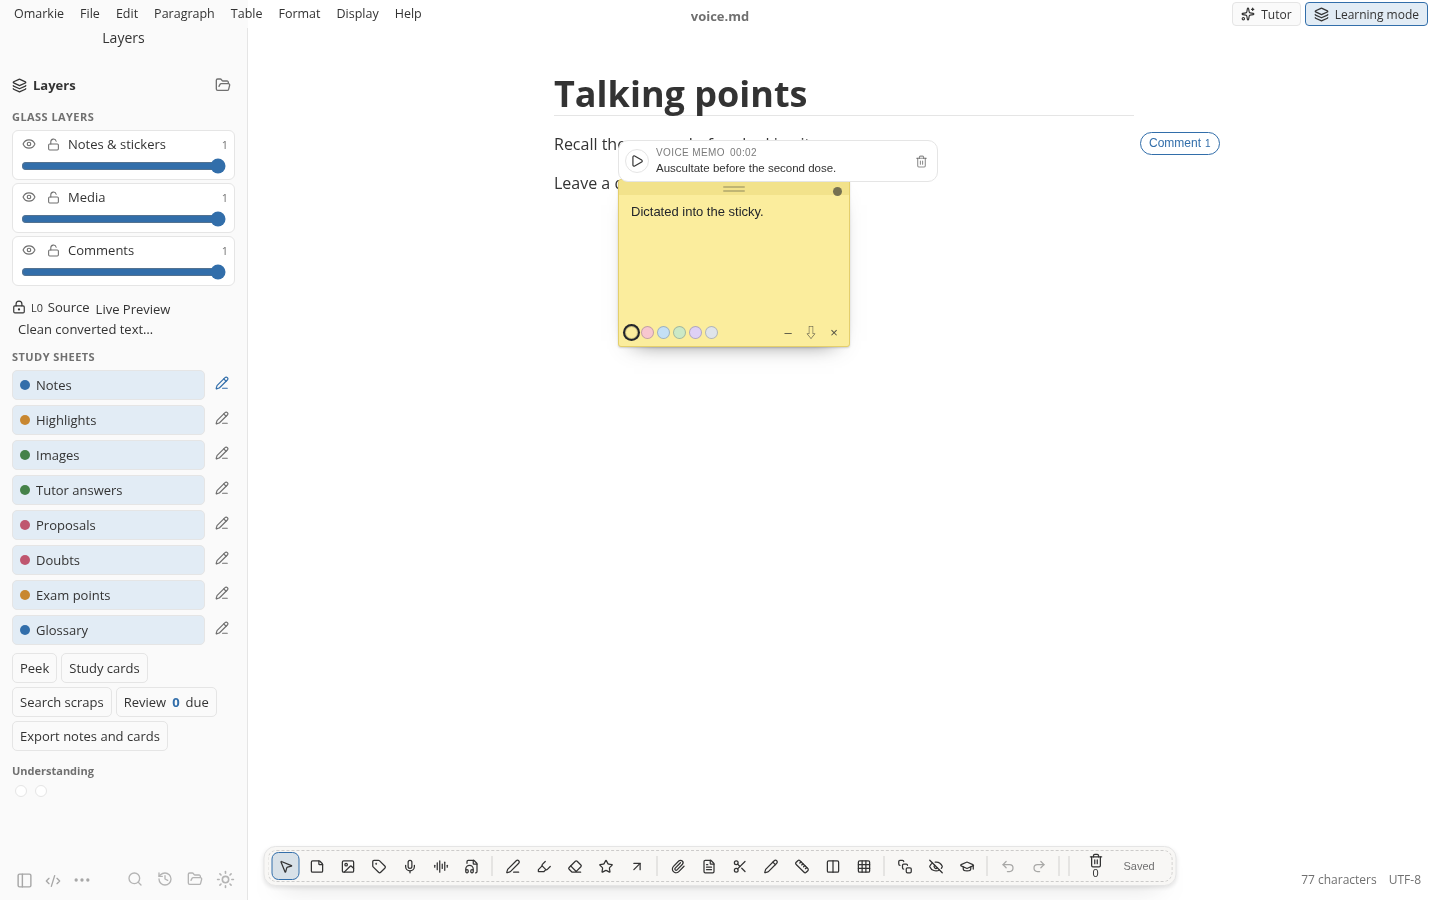 Omarkie File Edit Paragraph Table Format Display Help
voice.md
Tutor
Learning mode
Layers
Layers
GLASS LAYERS
Notes & stickers 1
Media 1
Comments 1
L0 Source Live Preview
Clean converted text...
STUDY SHEETS
Notes
Highlights
Images
Tutor answers
Proposals
Doubts
Exam points
Glossary
Peek Study cards
Search scraps Review 0 due
Export notes and cards
Understanding
Talking points
Recall the
Comment 1
VOICE MEMO 00:02
Auscultate before the second dose.
Leave a
Dictated into the sticky.
0
Saved
77 characters UTF-8